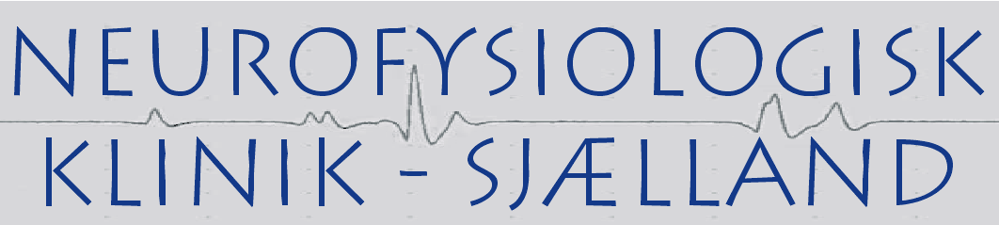 NEUROFYSIOLOGISK
KLINIK - SJÆLLAND